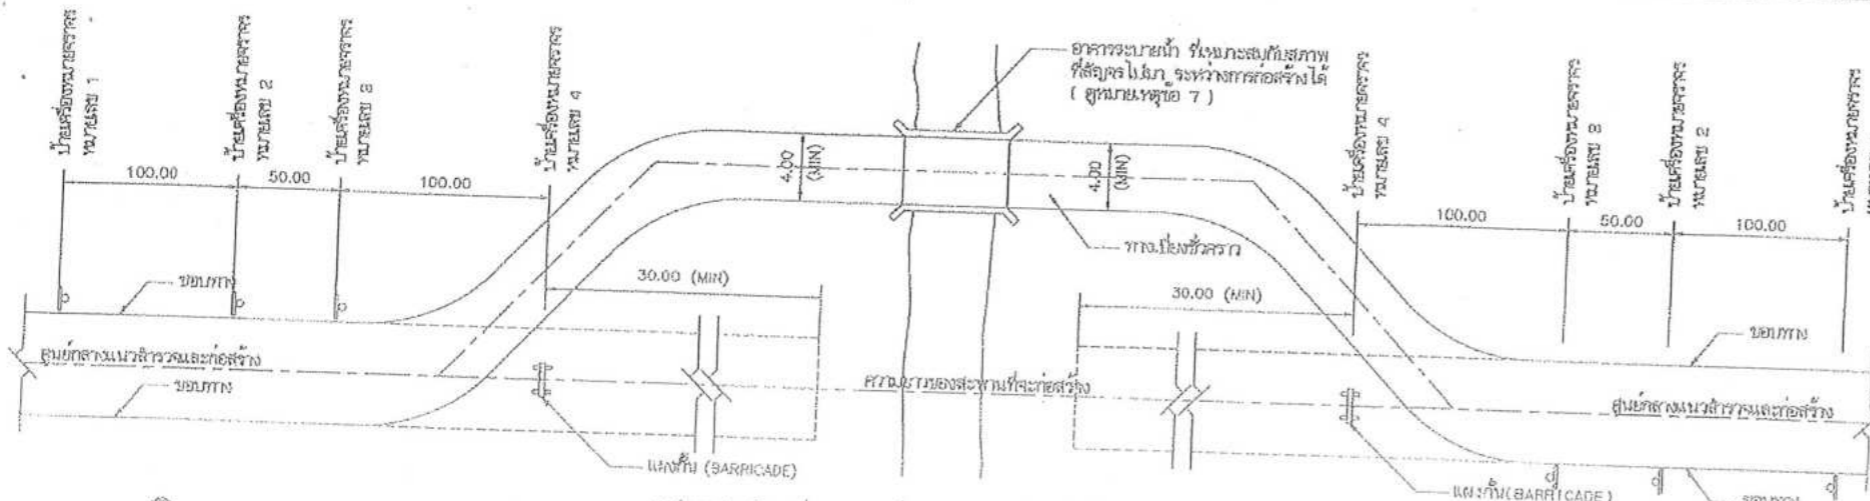 ป้ายเครื่องหมายจราจร
หมายเลข 1
ป้ายเครื่องหมายจราจร
หมายเลข 2
ป้ายเครื่องหมายจราจร
หมายเลข 3
ป้ายเครื่องหมายจราจร
หมายเลข 4
100.00
50.00
100.00
อาคารระบายน้ำ ที่เหมาะสมกับสภาพ
ที่สัญจรไปมา ระหว่างการก่อสร้างได้
( ดูหมายเหตุข้อ 7 )
4.00
(MIN)
4.00
(MIN)
ป้ายเครื่องหมายจราจร
หมายเลข 4
ป้ายเครื่องหมายจราจร
หมายเลข 3
ป้ายเครื่องหมายจราจร
หมายเลข 2
ป้ายเครื่องหมายจราจร
100.00
50.00
100.00
ทางเบี่ยงชั่วคราว
30.00 (MIN)
30.00 (MIN)
ขอบทาง
ขอบทาง
ศูนย์กลางแนวสำรวจและก่อสร้าง
ความยาวของสะพานที่จะก่อสร้าง
ศูนย์กลางแนวสำรวจและก่อสร้าง
ขอบทาง
แผงกั้น (BARRICADE)
แผงกั้น(BARRICADE)
ขอบทาง